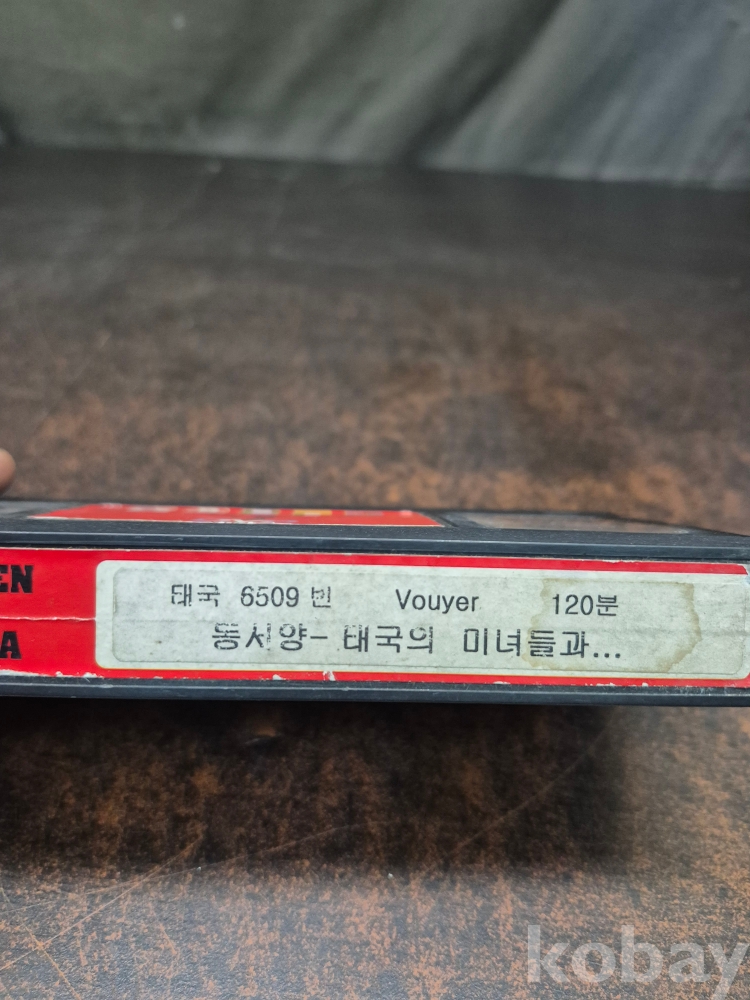 EN
A
태국 6509 번 Vouyer 120분
동서양- 태국의 미녀들과...
kobay